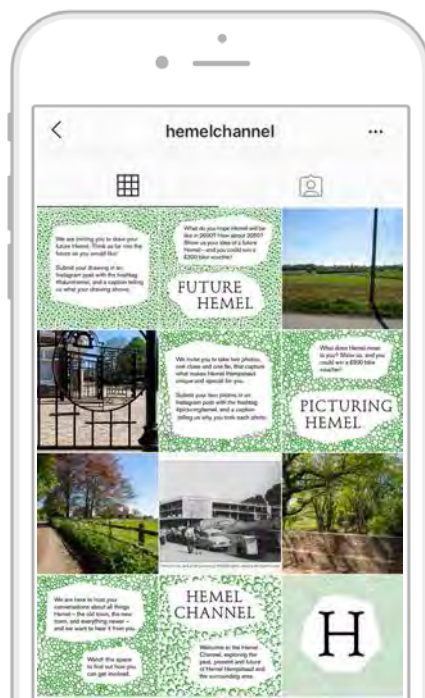 hemelchannel
We are inviting you to draw your
future Hemel. Think as far into the
future as you would like!
Submit your drawing in an
Instagram post with the hashtag
#futurehemel, and a caption telling
us what your drawing shows.
What do you hope Hemel will be
like in
How about
Show us your idea of a future
Hemel – and you could win a
£500 bike voucher!
FUTURE
HEMEL
We invite you to take two photos,
one close and one far, that capture
what makes Hemel Hempstead
unique and special for you.
Submit your two photos in an
Instagram post with the hashtag
#picturinghemel, and a caption
telling us why you took each photo.
What does Hemel mean
to you? Show us, and you
could win a £500 bike
voucher!
PICTURING
HEMEL
We are here to host your
conversations about all things
Hemel – the old town, the new
town, and everything newer –
and we want to hear it from you.
Watch this space
to find out how you
can get involved.
HEMEL
CHANNEL
Welcome to the Hemel
Channel, exploring the
past, present and future
of Hemel Hempstead and
the surrounding area.
H